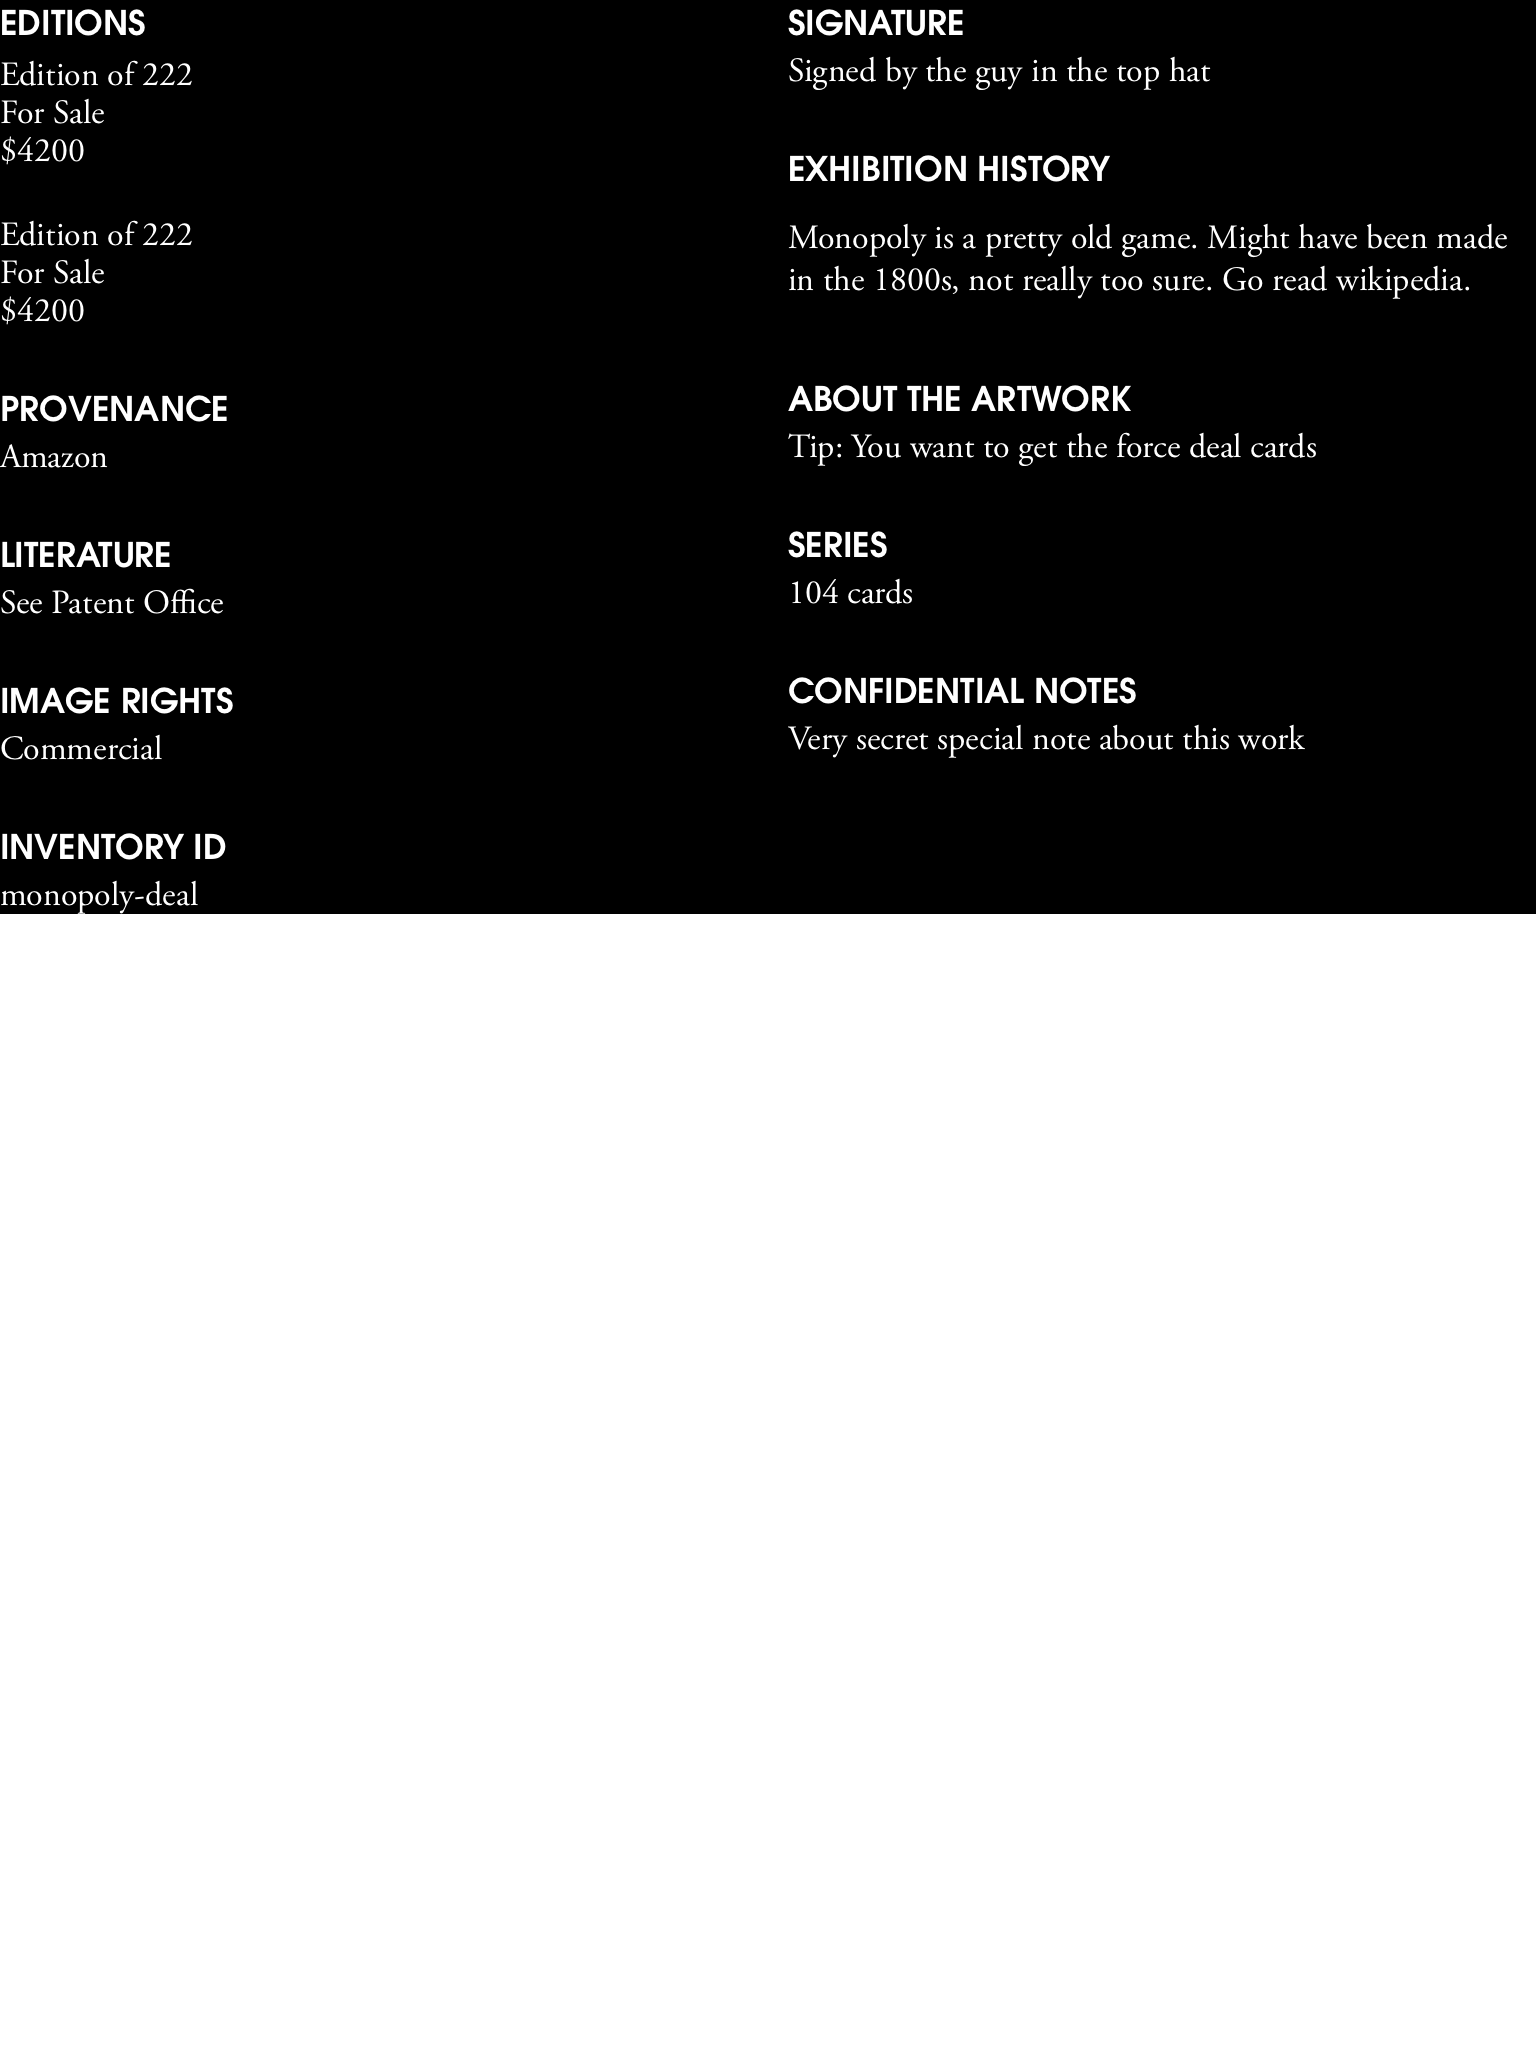 EDITIONS
Edition of 222
For Sale
$4200
Edition of 222
For Sale
$4200
PROVENANCE
Amazon
LITERATURE
See Patent Office
IMAGE RIGHTS
Commercial
INVENTORY ID
monopoly-deal
SIGNATURE
Signed by the guy in the top hat
EXHIBITION HISTORY
Monopoly is a pretty old game. Might have been made
in the 1800s, not really too sure. Go read wikipedia.
ABOUT THE ARTWORK
Tip: You want to get the force deal cards
SERIES
104 cards
CONFIDENTIAL NOTES
Very secret special note about this work